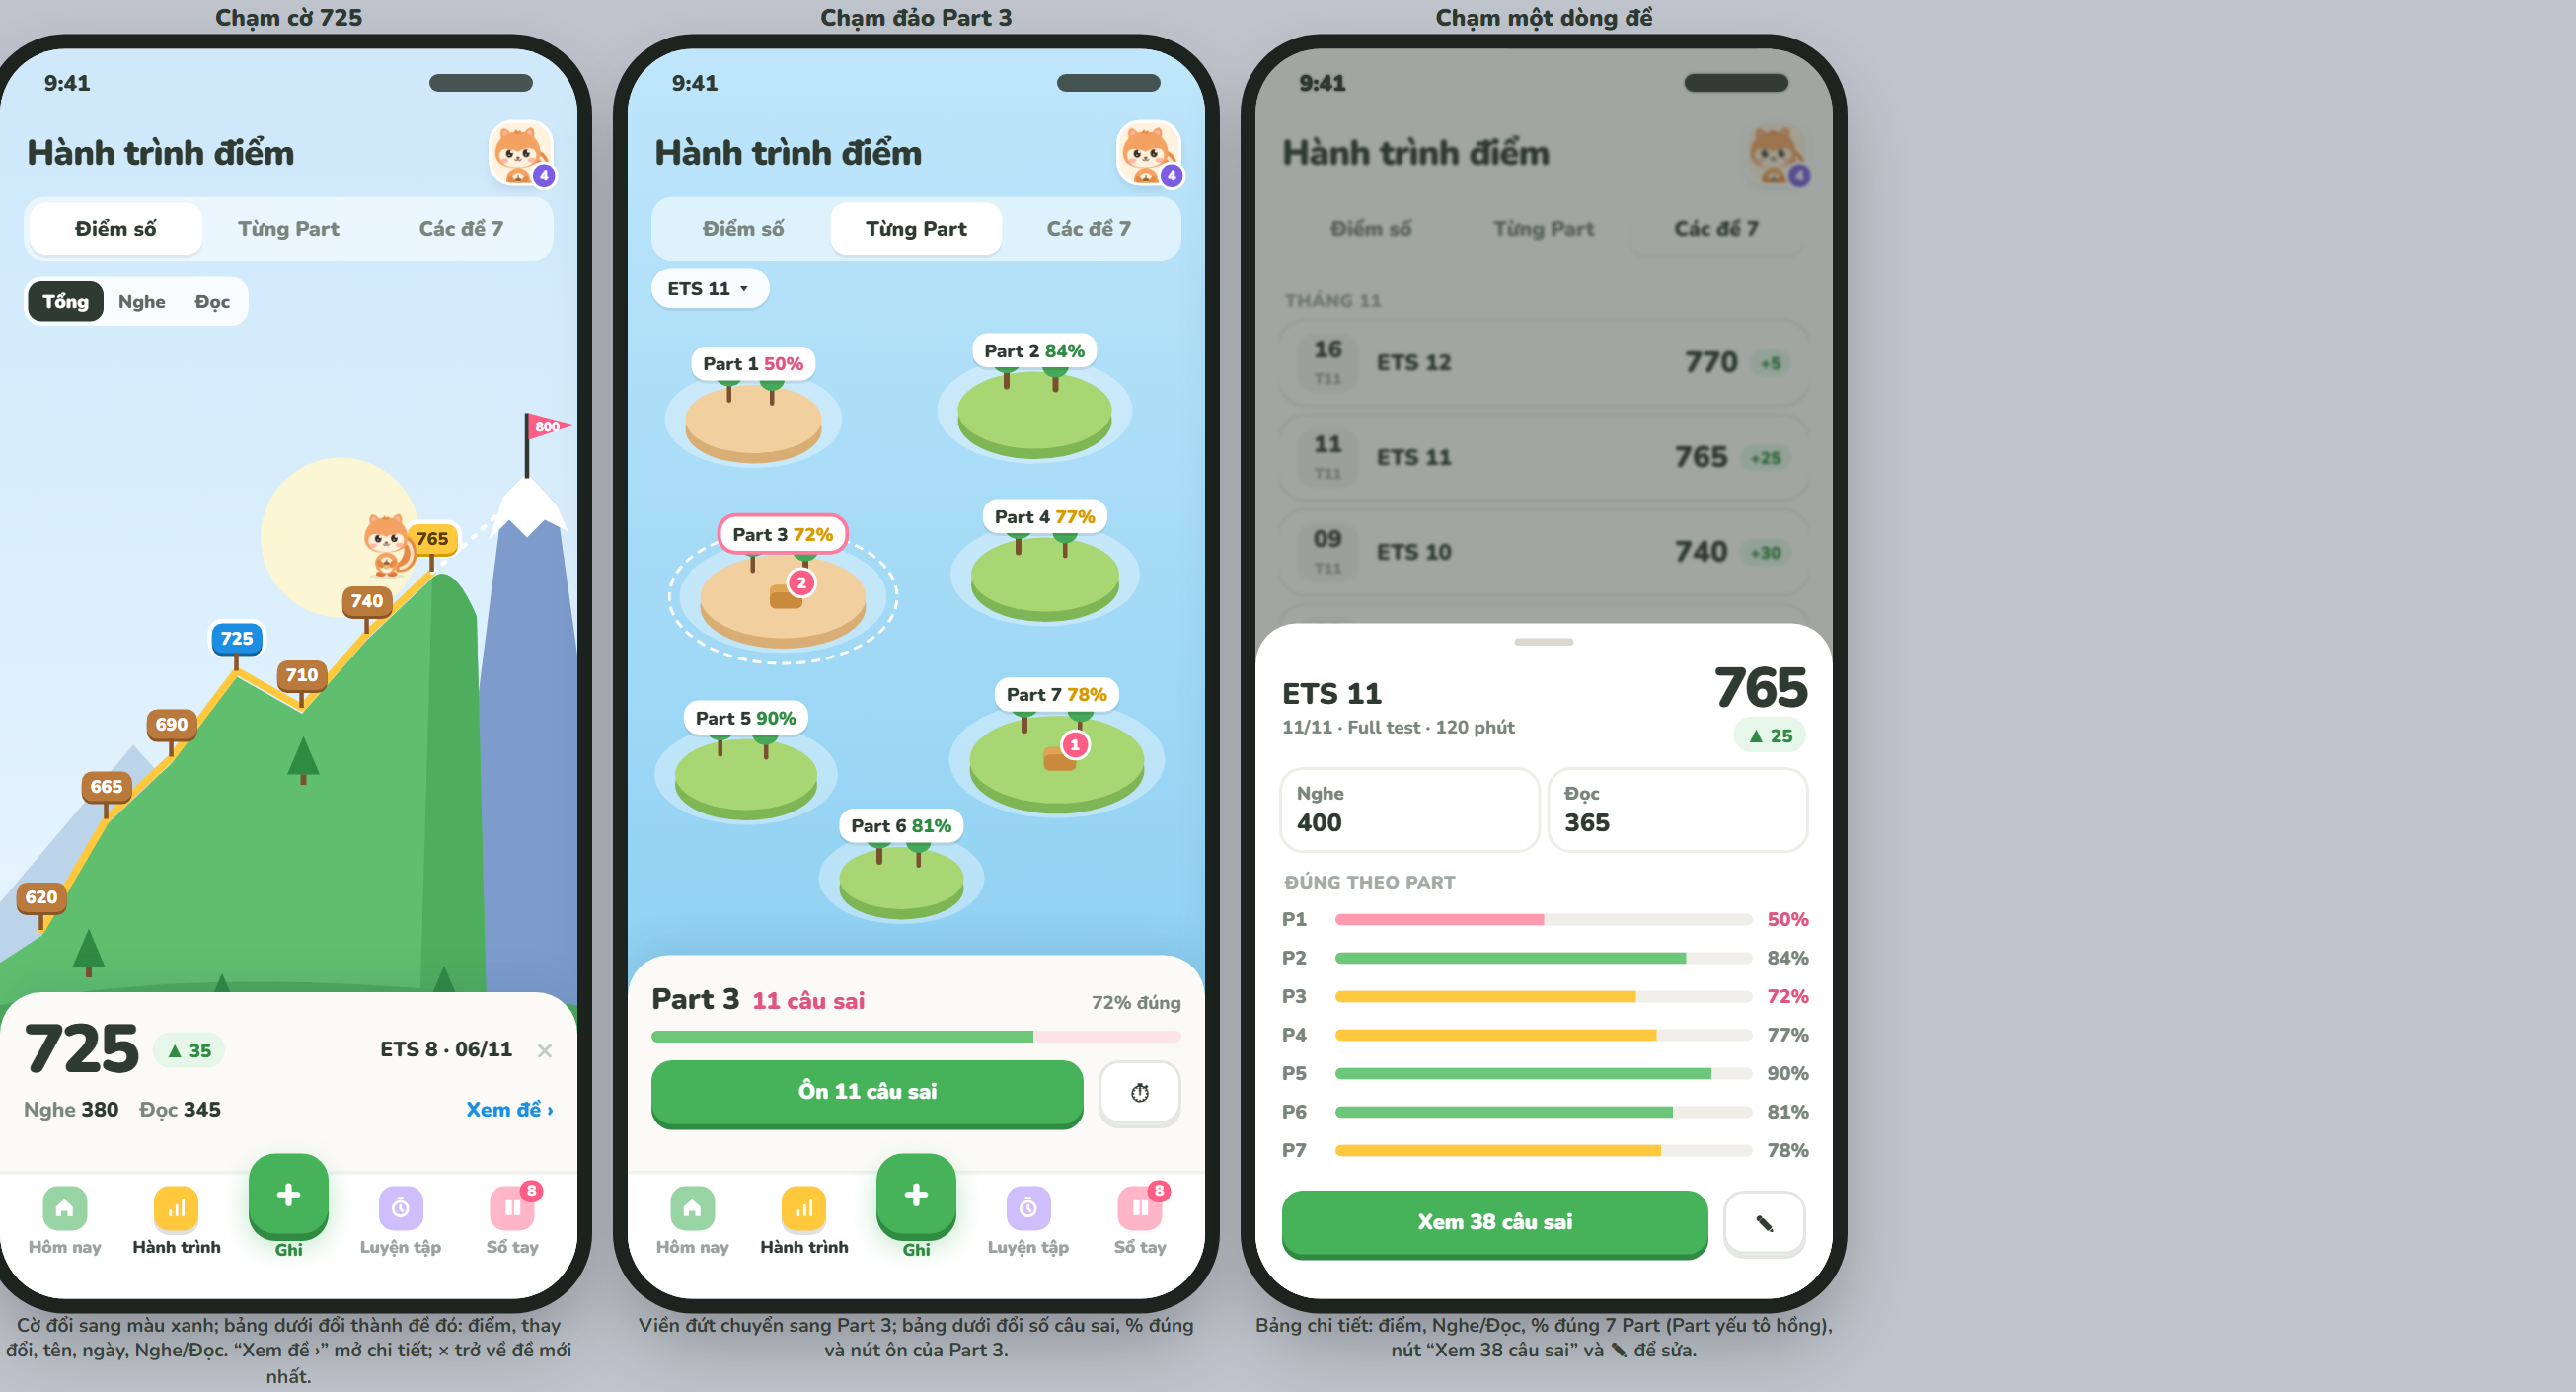 Chạm cờ 725
9:41
Hành trình điểm
4
Điểm số Từng Part Các đề 7
Tổng Nghe Đọc
800
765
740
725
710
690
665
620
725 ▲ 35 ETS 8 · 06/11 ×
Nghe 380 Đọc 345 Xem đề ›
8
Hôm nay Hành trình Ghi Luyện tập Sổ tay
Cờ đổi sang màu xanh; bảng dưới đổi thành đề đó: điểm, thay
đổi, tên, ngày, Nghe/Đọc. “Xem đề ›” mở chi tiết; × trở về đề mới
nhất.
Chạm đảo Part 3
9:41
Hành trình điểm
4
Điểm số Từng Part Các đề 7
ETS 11 ▾
Part 1 50%
Part 2 84%
Part 3 72%
2
Part 4 77%
Part 5 90%
Part 7 78%
1
Part 6 81%
Part 3 11 câu sai 72% đúng
Ôn 11 câu sai
8
Hôm nay Hành trình Ghi Luyện tập Sổ tay
Viền đứt chuyển sang Part 3; bảng dưới đổi số câu sai, % đúng
và nút ôn của Part 3.
Chạm một dòng đề
9:41
Hành trình điểm
4
Điểm số Từng Part Các đề 7
THÁNG 11
16 T11 ETS 12 770 +5
11 T11 ETS 11 765 +25
09 T11 ETS 10 740 +30
ETS 11 765
11/11 · Full test · 120 phút ▲ 25
Nghe Đọc
400 365
ĐÚNG THEO PART
P1 50%
P2 84%
P3 72%
P4 77%
P5 90%
P6 81%
P7 78%
Xem 38 câu sai
Bảng chi tiết: điểm, Nghe/Đọc, % đúng 7 Part (Part yếu tô hồng),
nút “Xem 38 câu sai” và ✎ để sửa.